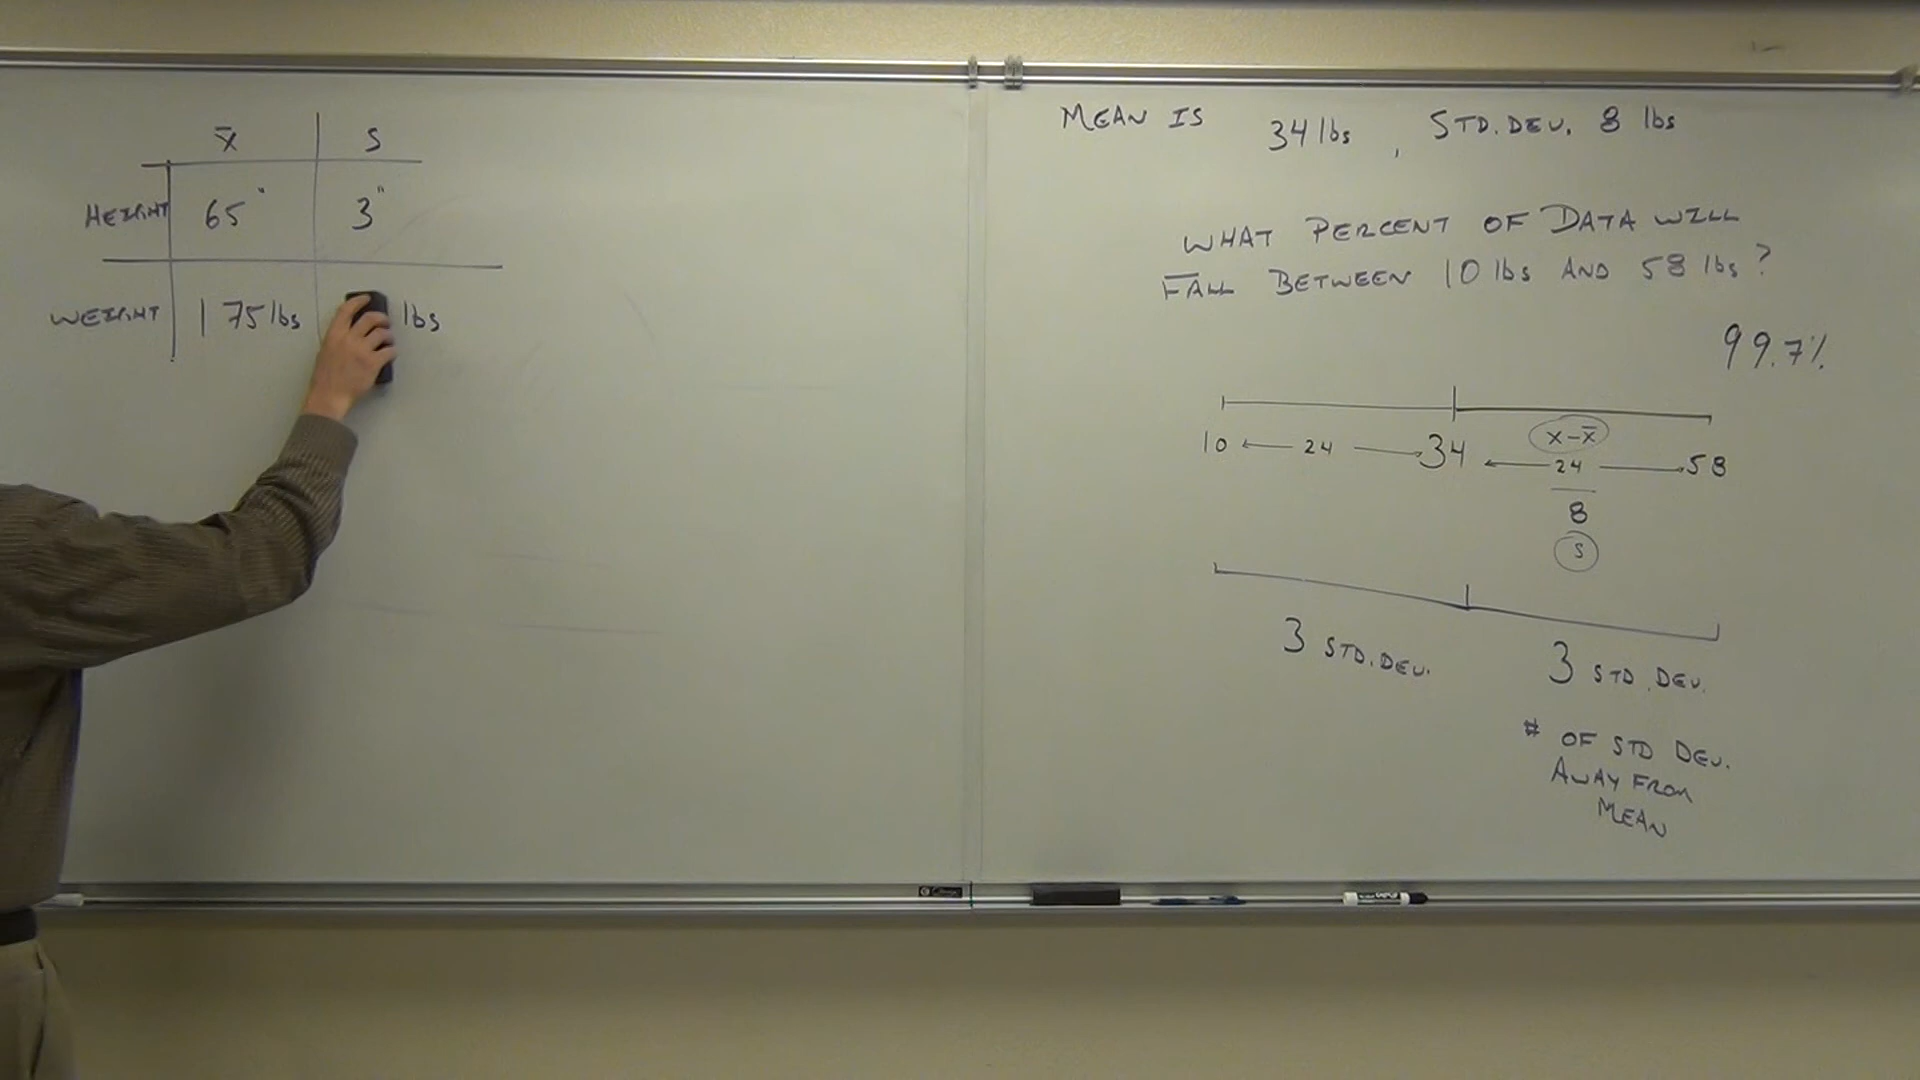 x̄ S
HEIGHT 65" 3"
WEIGHT 175 lbs lbs
MEAN IS 34 lbs, STD. DEV. 8 lbs
WHAT PERCENT OF DATA WILL
FALL BETWEEN 10 lbs AND 58 lbs?
99.7%
x-x̄
10 24 34 24 58
8
s
3 STD. DEV. 3 STD. DEV.
# OF STD DEV.
AWAY FROM
MEAN